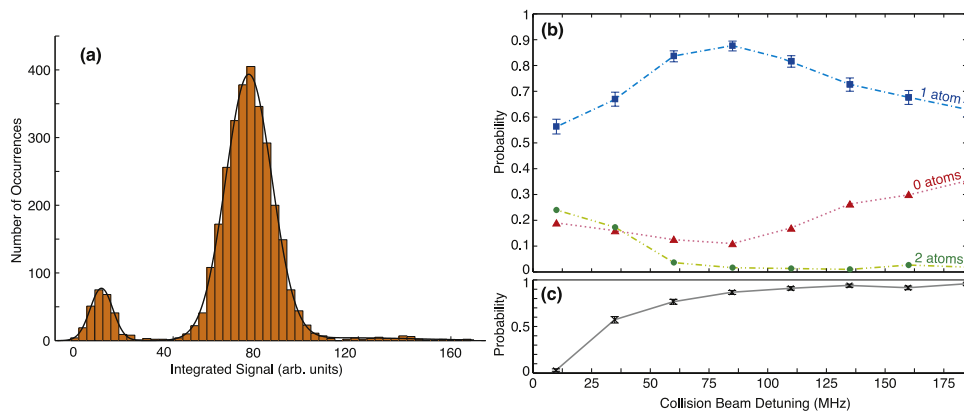 (a)
Number of Occurrences
400
300
200
100
0
0 40 60 80 100 120 160
Integrated Signal (arb. units)
(b)
Probability
1
0.9
0.8
0.7
0.6
0.5
0.4
0.3
0.2
0.1
0
1 atom
0 atoms
2 atoms
(c)
Probability
1
0.5
0
0 25 50 75 100 125 150 175
Collision Beam Detuning (MHz)